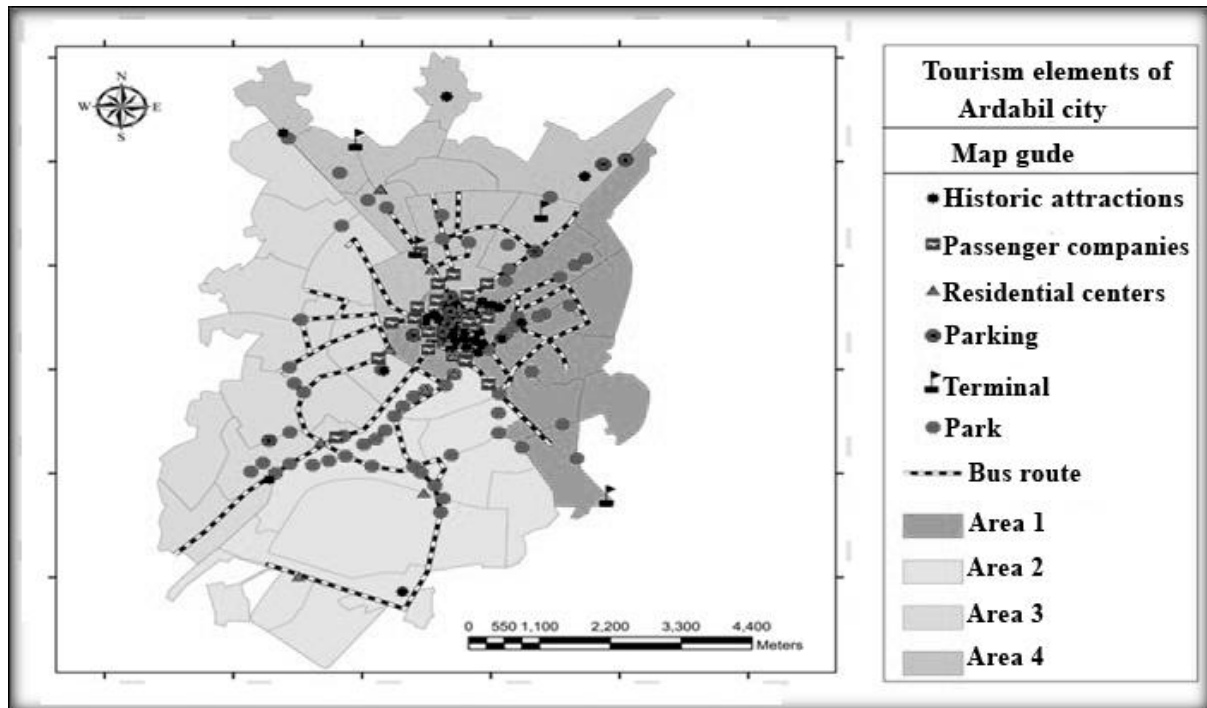 Tourism elements of
Ardabil city
Map gude
Historic attractions
Passenger companies
Residential centers
Parking
Terminal
Park
Bus route
Area 1
Area 2
Area 3
Area 4
N
W E
S
0 550 1,100 2,200 3,300 4,400
Meters